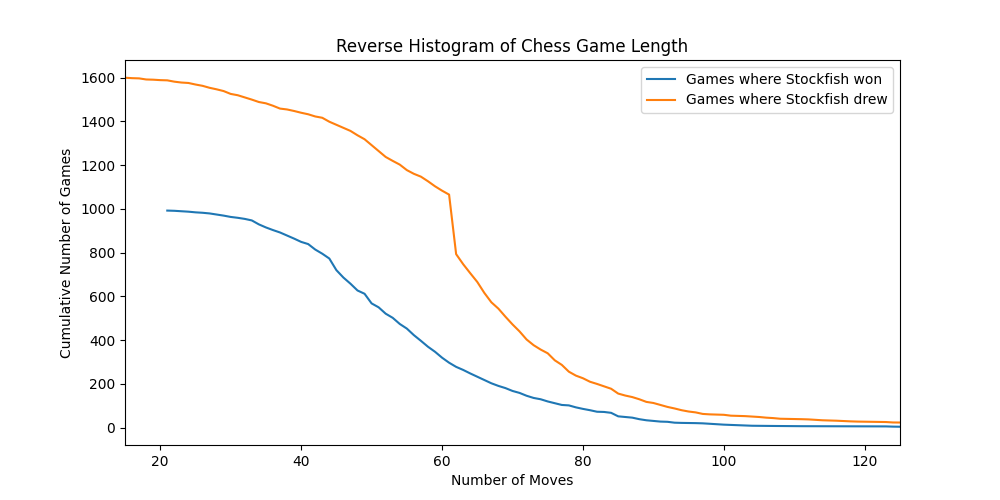 Reverse Histogram of Chess Game Length
Games where Stockfish won
Games where Stockfish drew
Cumulative Number of Games
1600
1400
1200
1000
800
600
400
200
0
20 40 60 80 100 120
Number of Moves